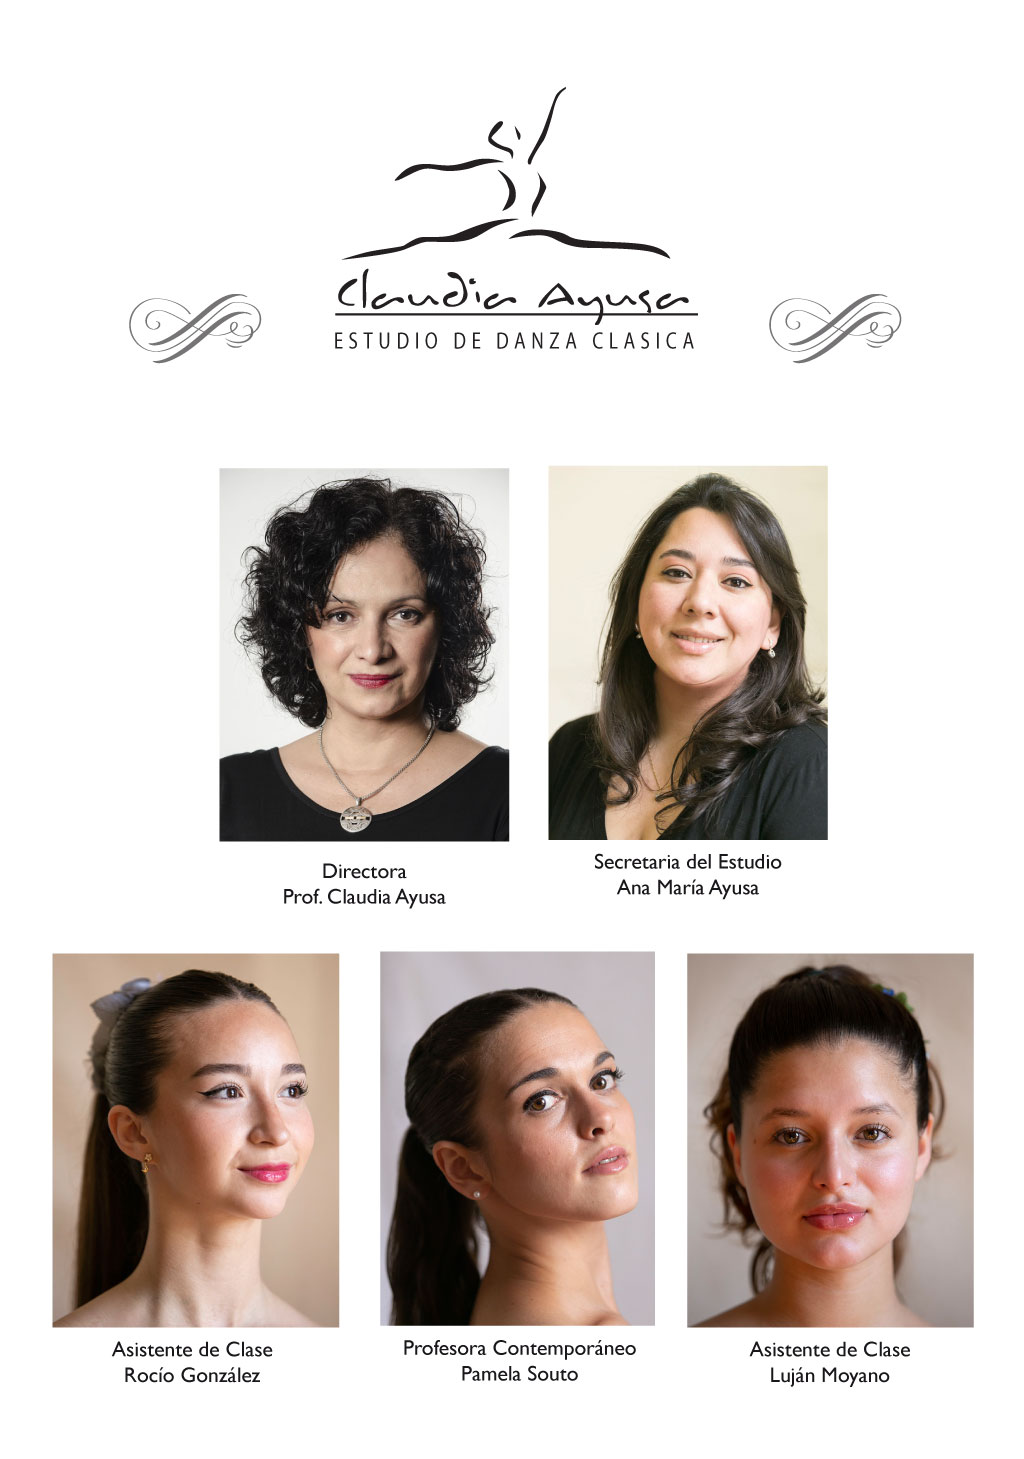 Claudia Ayusa
ESTUDIO DE DANZA CLASICA
Directora
Prof. Claudia Ayusa
Secretaria del Estudio
Ana María Ayusa
Asistente de Clase
Rocío González
Profesora Contemporáneo
Pamela Souto
Asistente de Clase
Luján Moyano